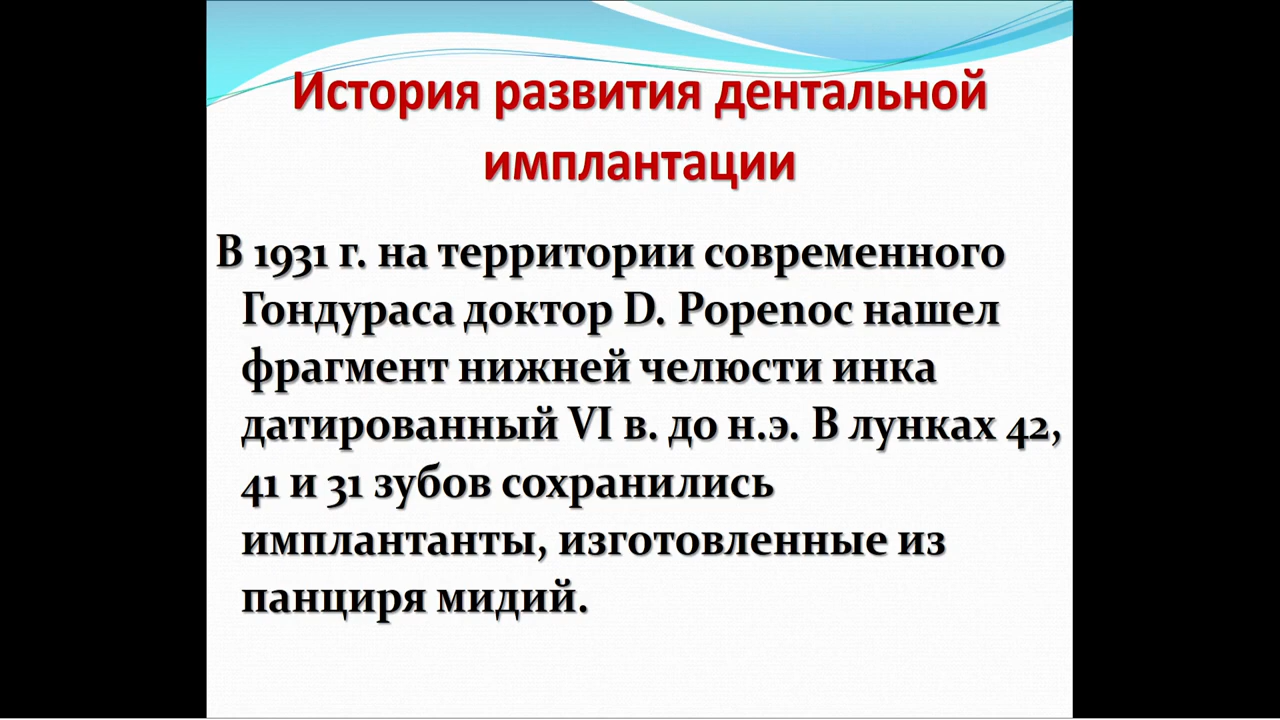 История развития дентальной
имплантации
В 1931 г. на территории современного
Гондураса доктор D. Popenoc нашел
фрагмент нижней челюсти инка
датированный VI в. до н.э. В лунках 42,
41 и 31 зубов сохранились
имплантанты, изготовленные из
панциря мидий.